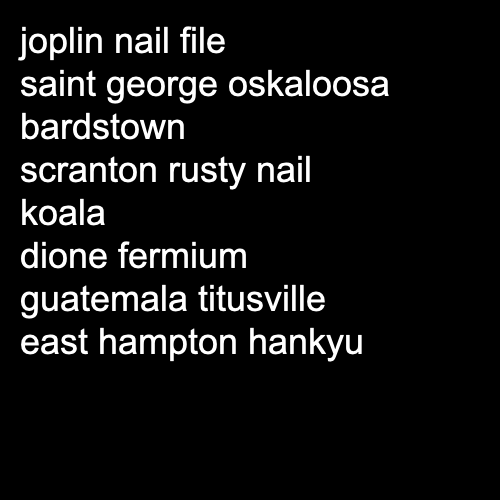 joplin nail file
saint george oskaloosa
bardstown
scranton rusty nail
koala
dione fermium
guatemala titusville
east hampton hankyu